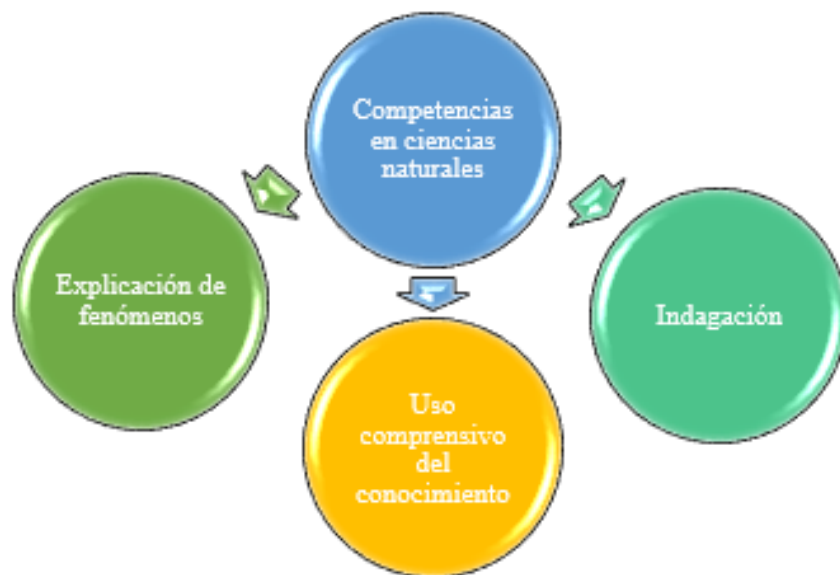 Competencias
en ciencias
naturales
Explicación de
fenómenos
Indagación
Uso
comprensivo
del
conocimiento